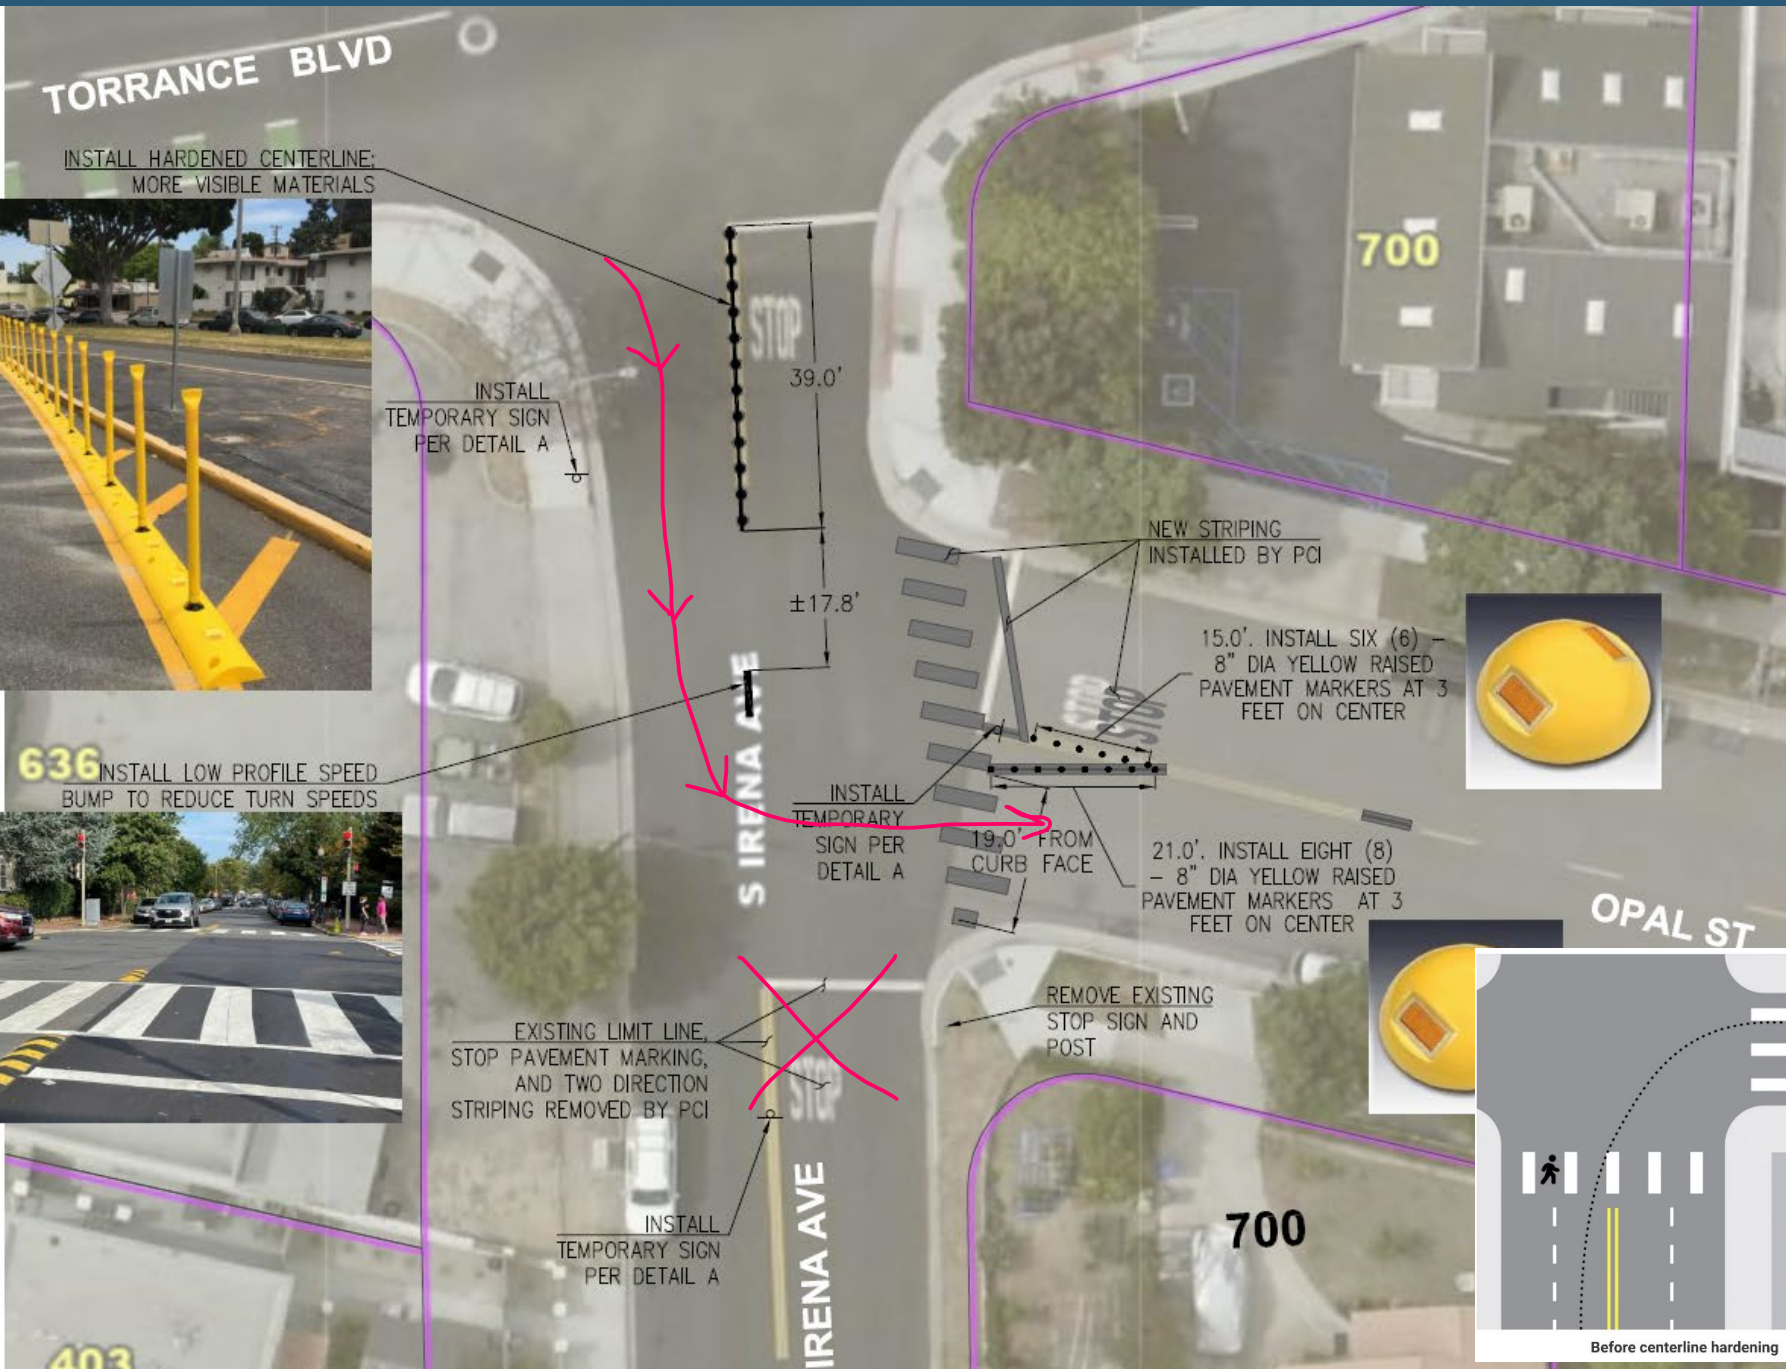 TORRANCE BLVD
INSTALL HARDENED CENTERLINE;
MORE VISIBLE MATERIALS
700
STOP
39.0'
INSTALL
TEMPORARY SIGN
PER DETAIL A
NEW STRIPING
INSTALLED BY PCI
±17.8'
15.0'. INSTALL SIX (6) –
8" DIA YELLOW RAISED
PAVEMENT MARKERS AT 3
FEET ON CENTER
STOP
STOP
S IRENA AVE
636
INSTALL LOW PROFILE SPEED
BUMP TO REDUCE TURN SPEEDS
INSTALL
TEMPORARY
SIGN PER
DETAIL A
19.0' FROM
CURB FACE
21.0'. INSTALL EIGHT (8)
– 8" DIA YELLOW RAISED
PAVEMENT MARKERS AT 3
FEET ON CENTER
OPAL ST
EXISTING LIMIT LINE,
STOP PAVEMENT MARKING,
AND TWO DIRECTION
STRIPING REMOVED BY PCI
REMOVE EXISTING
STOP SIGN AND
POST
STOP
INSTALL
TEMPORARY SIGN
PER DETAIL A
IRENA AVE
700
403
Before centerline hardening